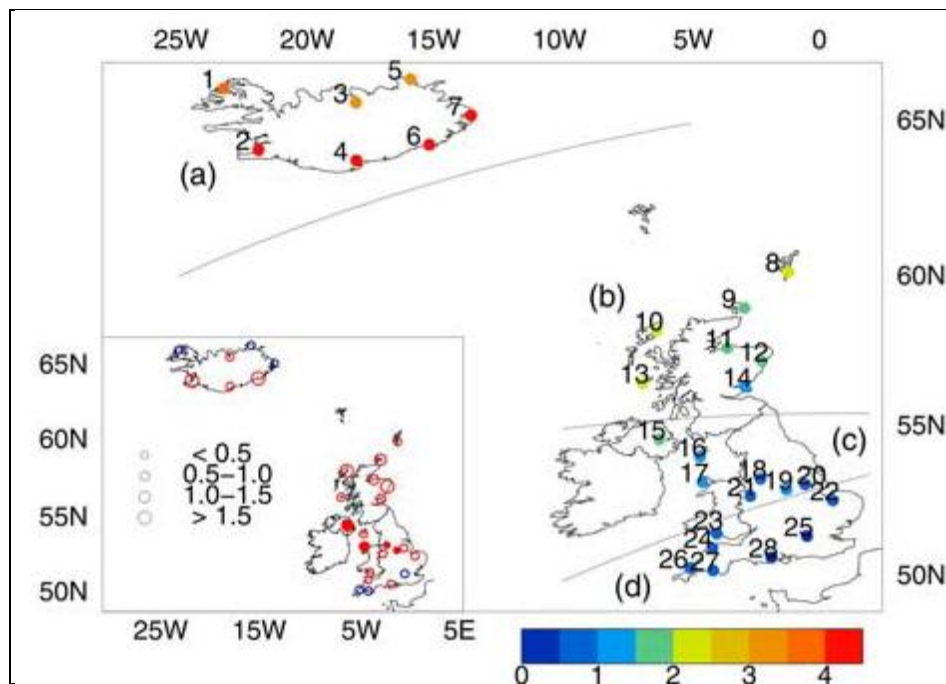 25W 20W 15W 10W 5W 0
5
1
3
7
65N
2
4
6
(a)
8
60N
9
(b)
10
11
12
13
14
65N
< 0.5
60N
0.5–1.0
1.0–1.5
55N
> 1.5
50N
15
16
17
55N
(c)
18
19
20
21
22
23
24
25
26
27
28
50N
(d)
25W 15W 5W 5E
0 1 2 3 4